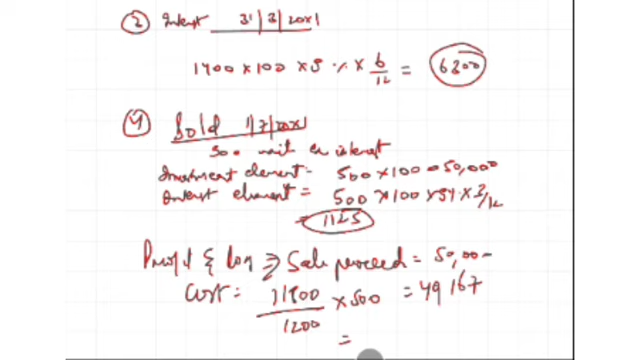 ② Interest 31/3/20x1
1400 × 100 × 9 % × 6/12 = 6300
④ Sold 1/7/20x1
500 unit ex interest
Investment element = 500 × 100 = 50,000
Interest element = 500 × 100 × 9% × 3/12
= 1125
Profit & loss ⇒ Sale proceed = 50,00
Cost = 11800/1200 × 500 = 49167
=